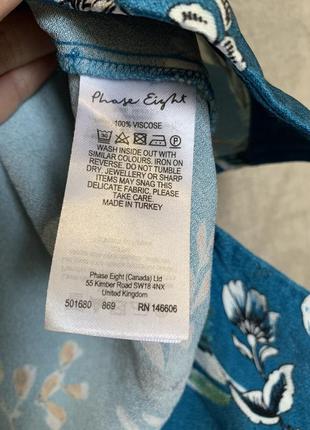 Phase Eight
100% VISCOSE
WASH INSIDE OUT WITH
SIMILAR COLOURS. IRON ON
REVERSE. DO NOT TUMBLE
DRY. JEWELLERY OR SHARP
ITEMS MAY SNAG THIS
DELICATE FABRIC, PLEASE
TAKE CARE.
MADE IN TURKEY
Phase Eight (Canada) Ltd
55 Kimber Road SW18 4NX
United Kingdom
501680 869 RN 146606